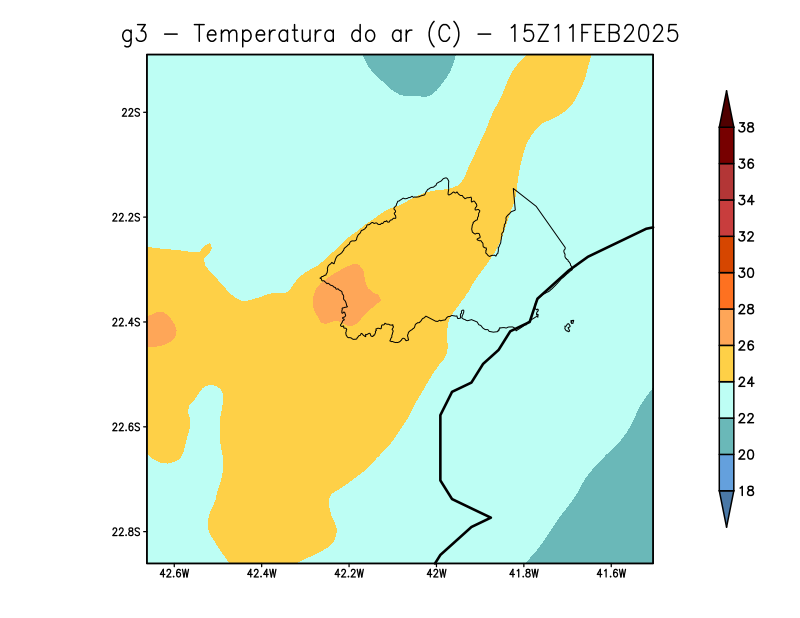 g3 − Temperatura do ar (C) − 15Z11FEB2025
22S
22.2S
22.4S
22.6S
22.8S
42.6W
42.4W
42.2W
42W
41.8W
41.6W
38
36
34
32
30
28
26
24
22
20
18